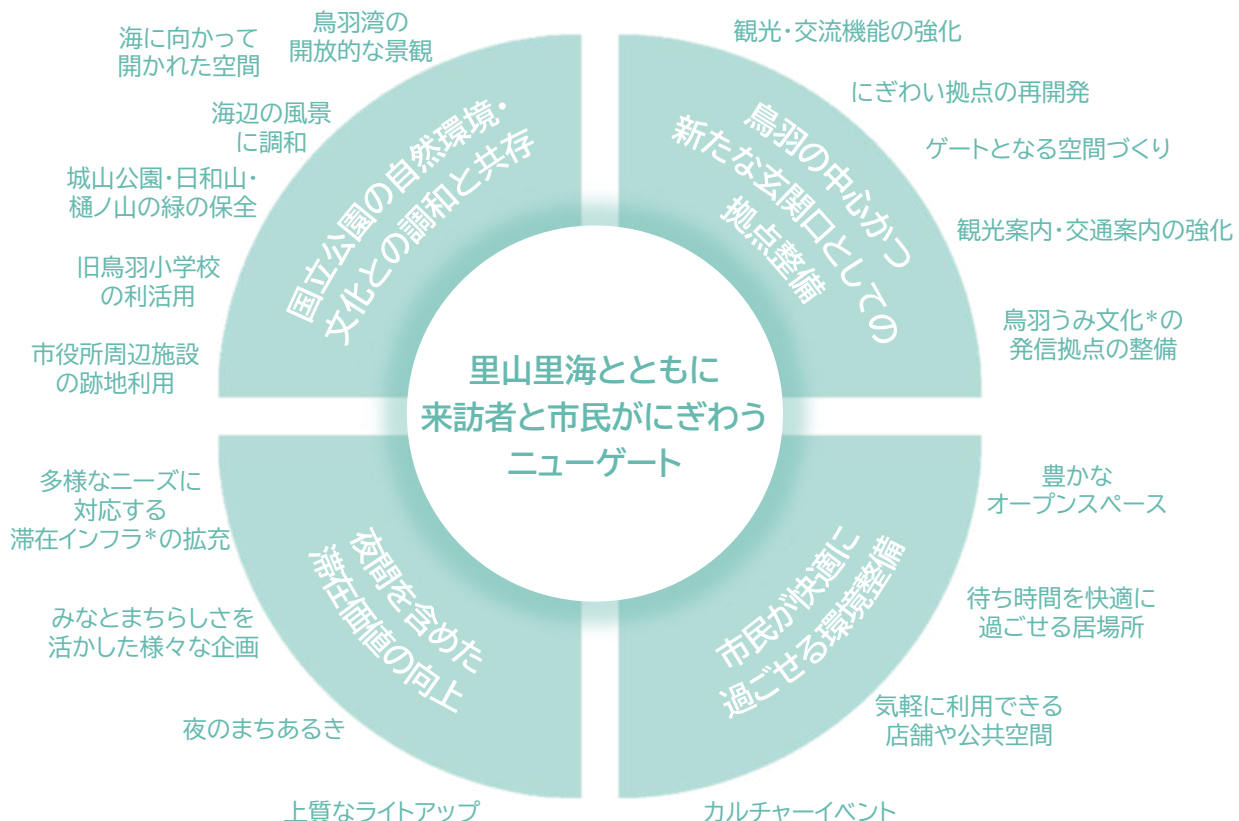 鳥羽湾の
開放的な景観
海に向かって
開かれた空間
海辺の風景
に調和
城山公園・日和山・
樋ノ山の緑の保全
旧鳥羽小学校
の利活用
市役所周辺施設
の跡地利用
国立公園の自然環境・
文化との調和と共存
観光・交流機能の強化
にぎわい拠点の再開発
ゲートとなる空間づくり
観光案内・交通案内の強化
鳥羽うみ文化*の
発信拠点の整備
鳥羽の中心かつ
新たな玄関口としての
拠点整備
里山里海とともに
来訪者と市民がにぎわう
ニューゲート
多様なニーズに
対応する
滞在インフラ*の拡充
みなとまちらしさを
活かした様々な企画
夜のまちあるき
上質なライトアップ
夜間を含めた
滞在価値の向上
豊かな
オープンスペース
待ち時間を快適に
過ごせる居場所
気軽に利用できる
店舗や公共空間
カルチャーイベント
市民が快適に
過ごせる環境整備